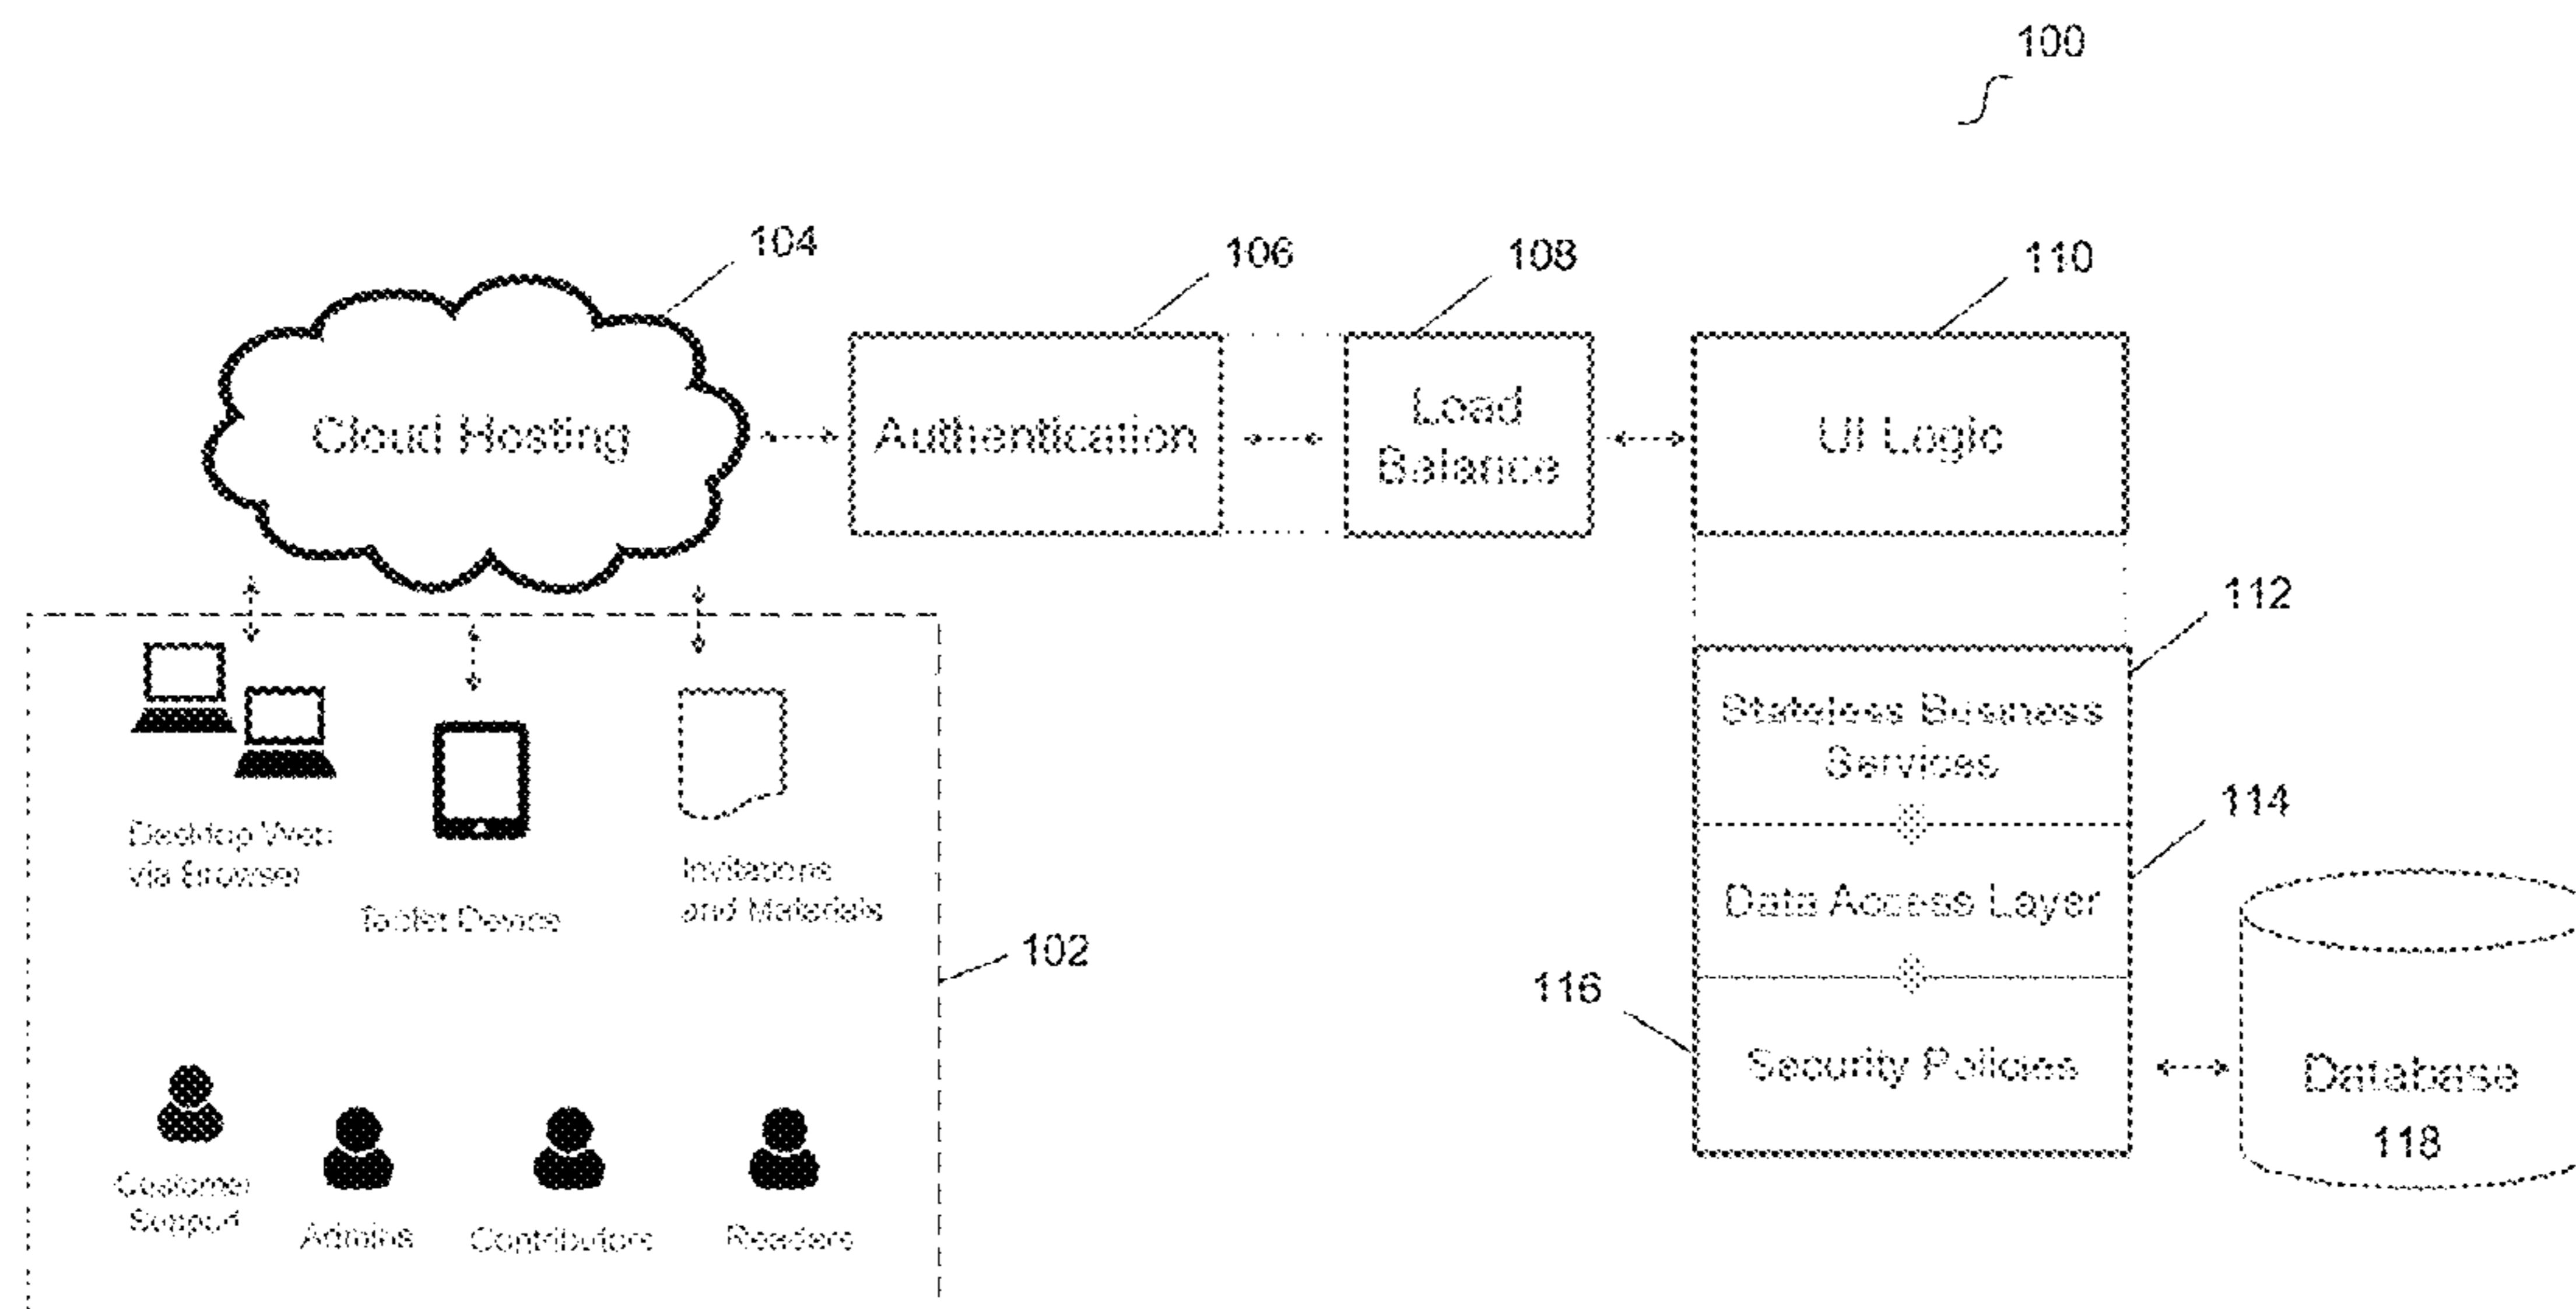 100
104
106
108
110
Cloud Hosting
Authentication
Load
Balance
UI Logic
112
Stateless Business
Services
114
Desktop Web
via Browser
Tablet Device
Invitations
and Materials
Data Access Layer
102
116
Security Policies
Database
118
Customer
Support
Admins
Contributors
Readers